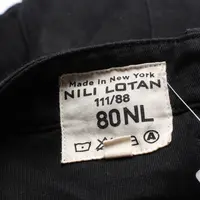 Made in New York
NILI LOTAN
111/88
80NL
A